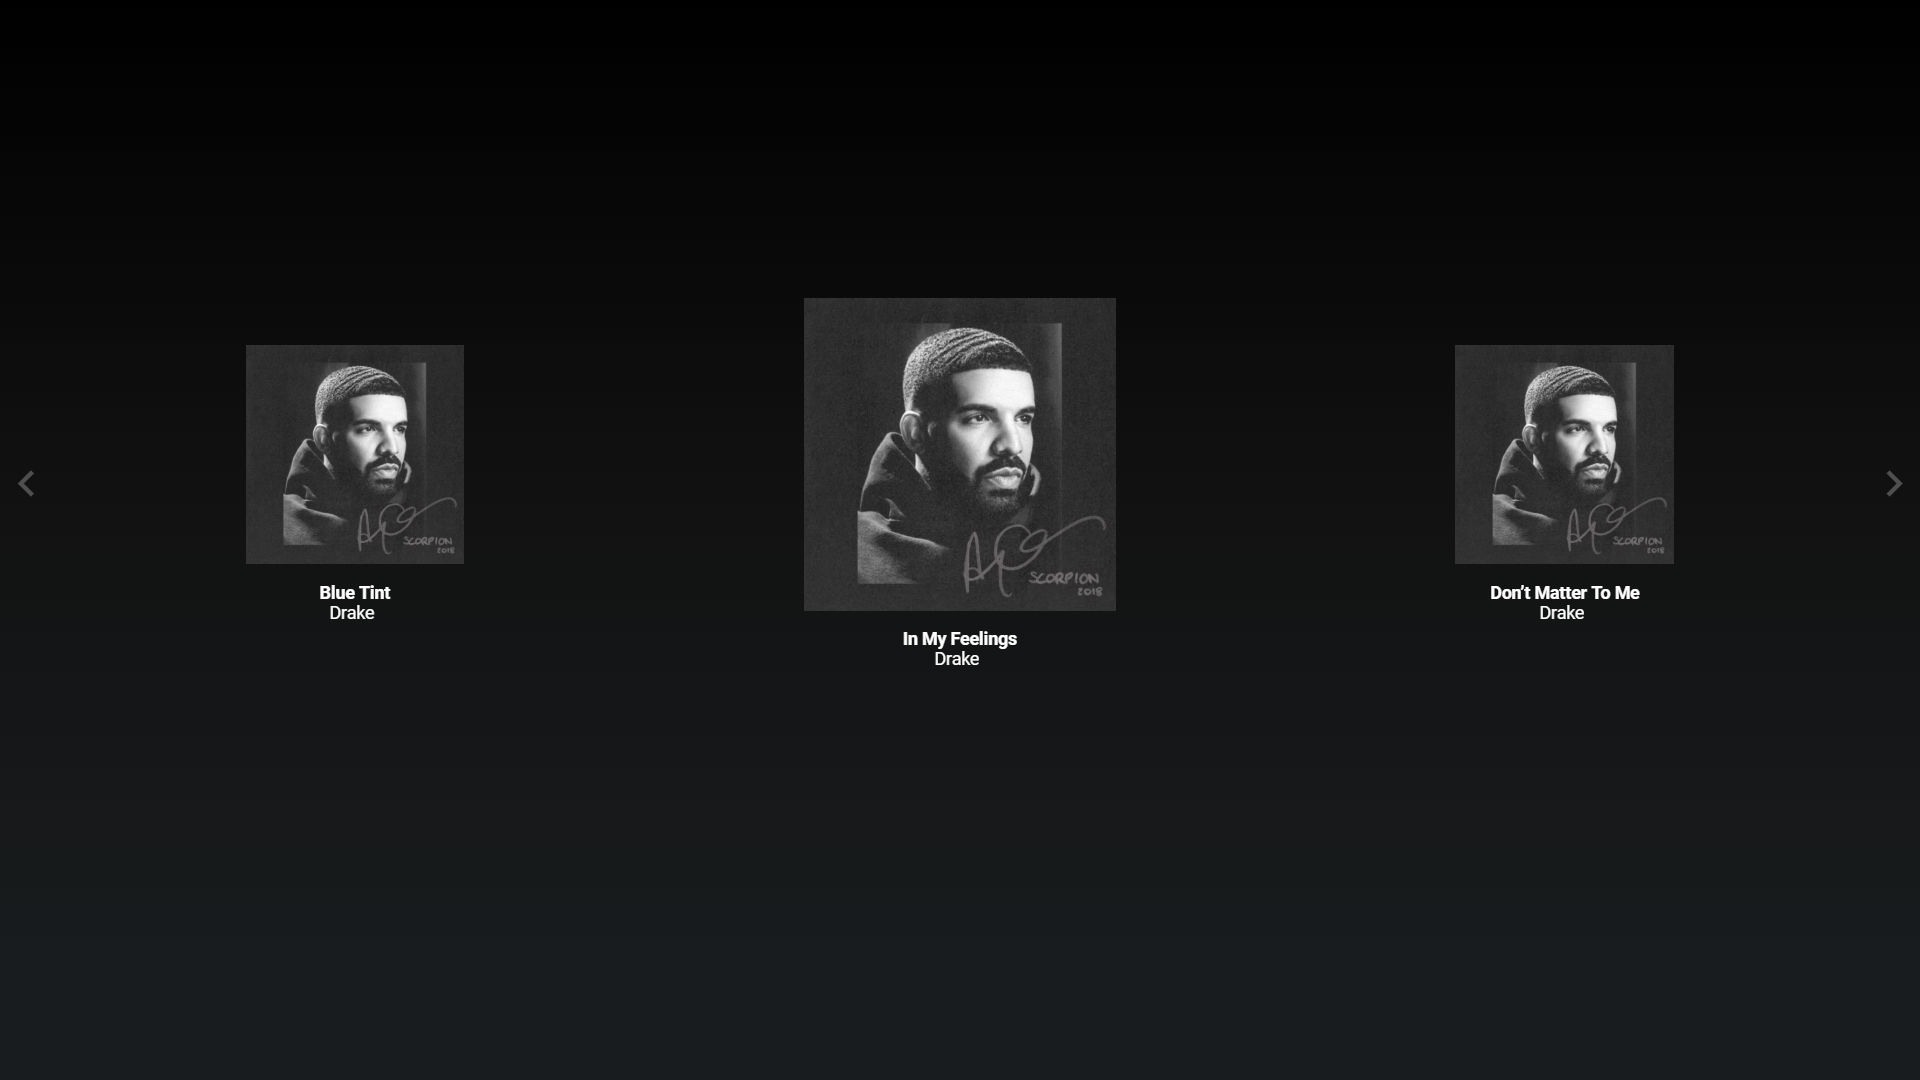 SCORPION
2018
Blue Tint
Drake
SCORPION
2018
In My Feelings
Drake
SCORPION
2018
Don't Matter To Me
Drake